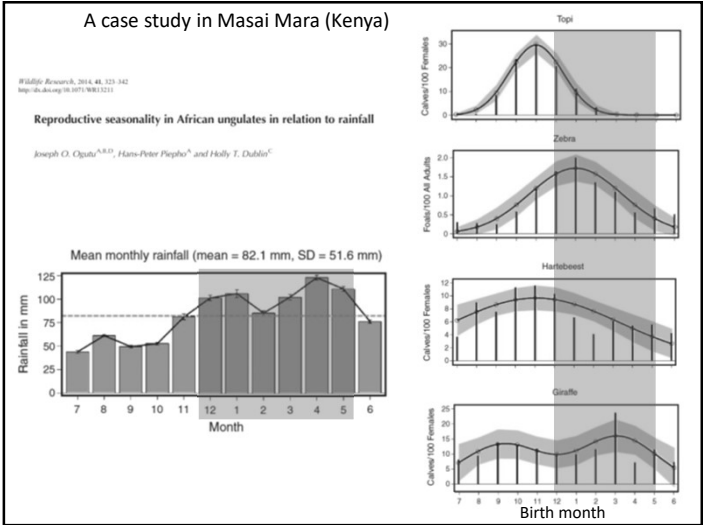 A case study in Masai Mara (Kenya)
Wildlife Research, 2014, 41, 323–342
http://dx.doi.org/10.1071/WR13211
Reproductive seasonality in African ungulates in relation to rainfall
Joseph O. Ogutu A,B,D, Hans-Peter Piepho A and Holly T. Dublin C
Mean monthly rainfall (mean = 82.1 mm, SD = 51.6 mm)
Rainfall in mm
125
100
75
50
25
0
7 8 9 10 11 12 1 2 3 4 5 6
Month
Topi
Calves/100 Females
30
20
10
0
Zebra
Foals/100 All Adults
2.0
1.5
1.0
0.5
0
Hartebeest
Calves/100 Females
12
10
8
6
4
2
0
Giraffe
Calves/100 Females
25
20
15
10
5
0
7 8 9 10 11 12 1 2 3 4 5 6
Birth month